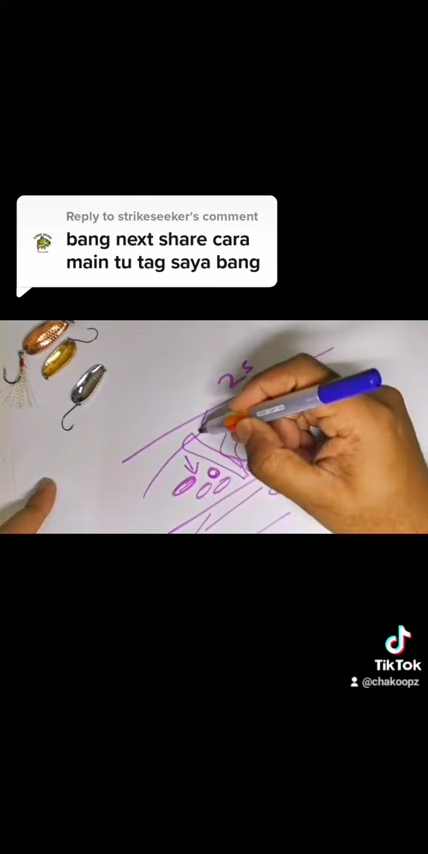 Reply to strikeseeker's comment
bang next share cara
main tu tag saya bang
TikTok
@chakoopz